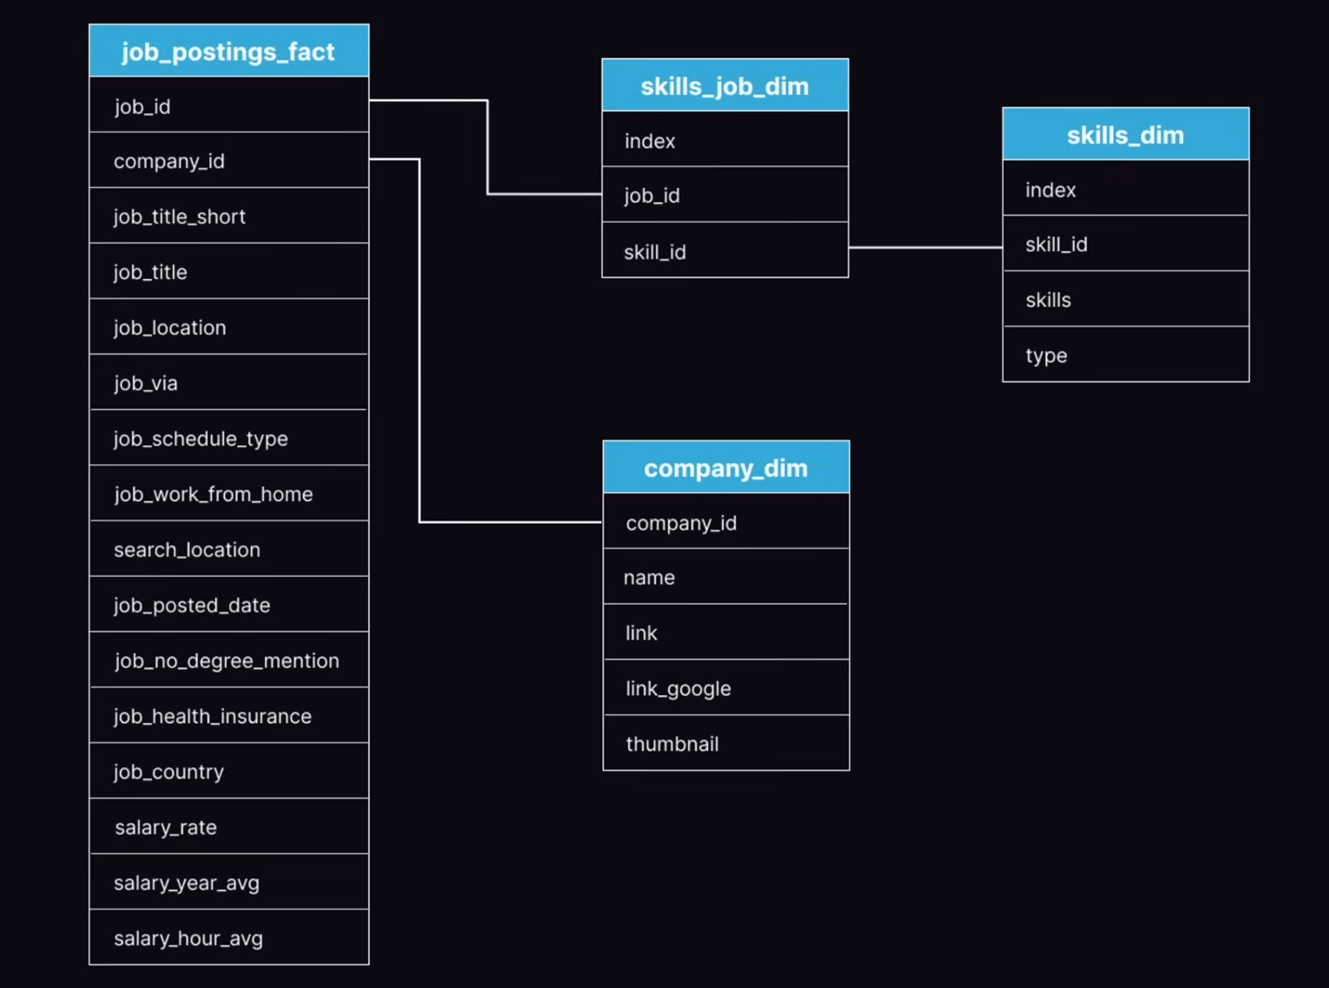 job_postings_fact
job_id
company_id
job_title_short
job_title
job_location
job_via
job_schedule_type
job_work_from_home
search_location
job_posted_date
job_no_degree_mention
job_health_insurance
job_country
salary_rate
salary_year_avg
salary_hour_avg
skills_job_dim
index
job_id
skill_id
skills_dim
index
skill_id
skills
type
company_dim
company_id
name
link
link_google
thumbnail